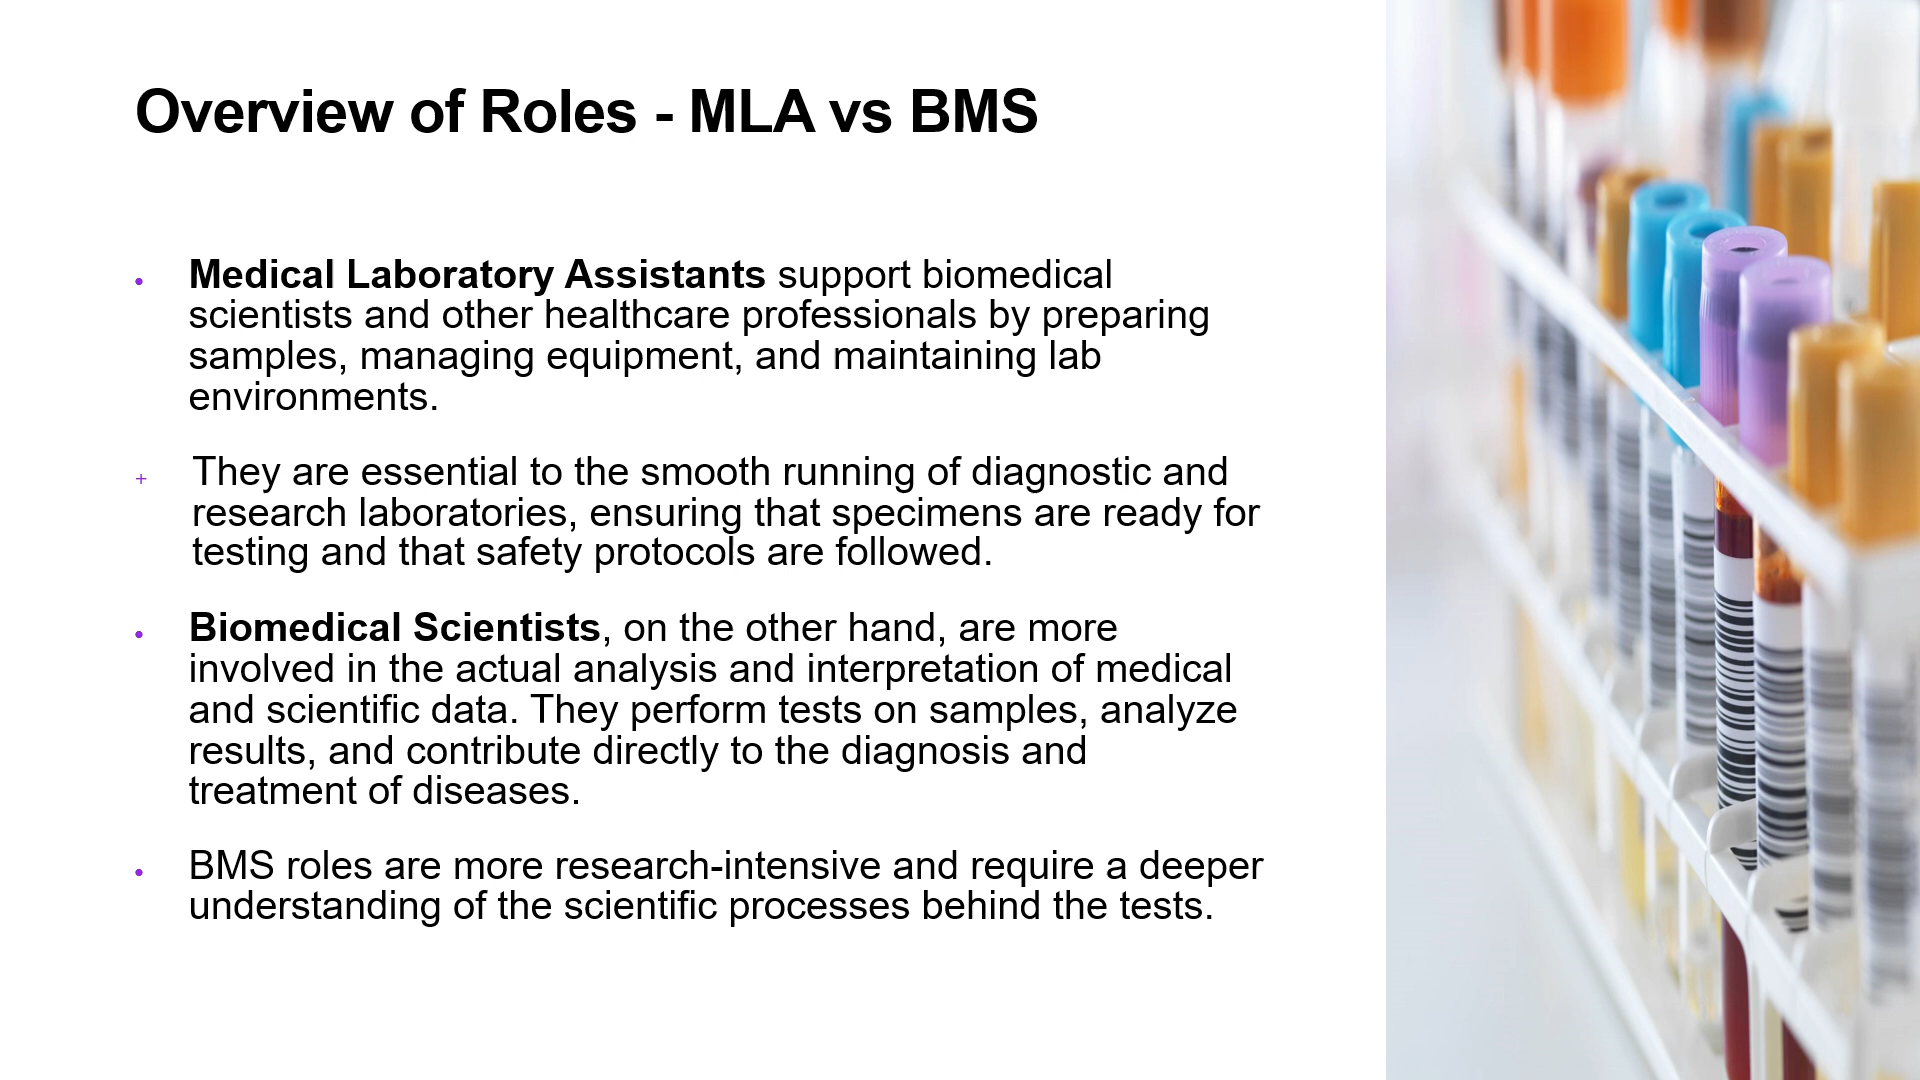 Overview of Roles - MLA vs BMS
• Medical Laboratory Assistants support biomedical
scientists and other healthcare professionals by preparing
samples, managing equipment, and maintaining lab
environments.
+ They are essential to the smooth running of diagnostic and
research laboratories, ensuring that specimens are ready for
testing and that safety protocols are followed.
• Biomedical Scientists, on the other hand, are more
involved in the actual analysis and interpretation of medical
and scientific data. They perform tests on samples, analyze
results, and contribute directly to the diagnosis and
treatment of diseases.
• BMS roles are more research-intensive and require a deeper
understanding of the scientific processes behind the tests.